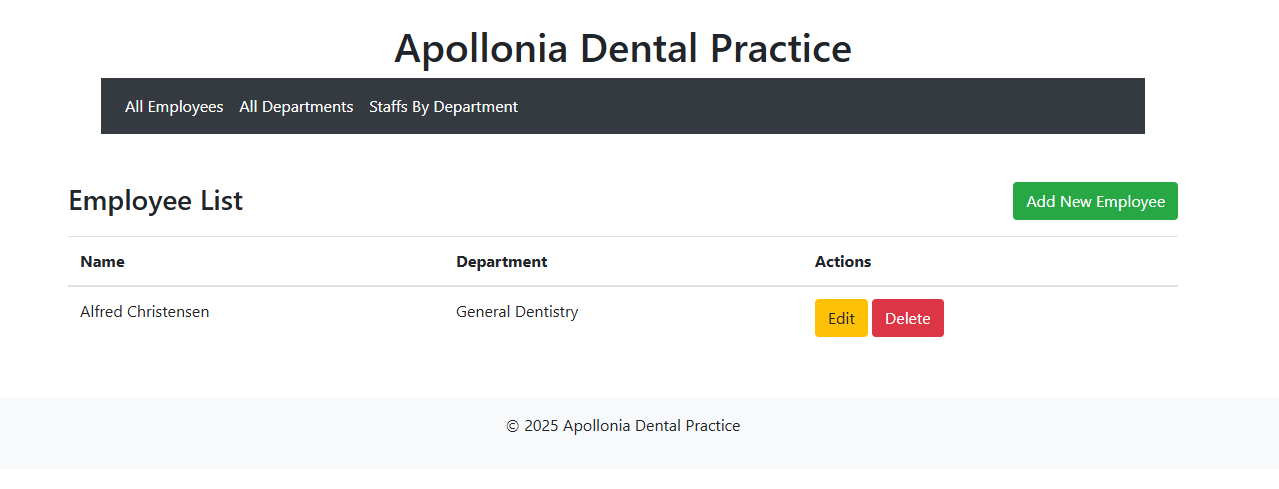 Apollonia Dental Practice
All Employees All Departments Staffs By Department
Employee List Add New Employee
Name Department Actions
Alfred Christensen General Dentistry Edit Delete
© 2025 Apollonia Dental Practice